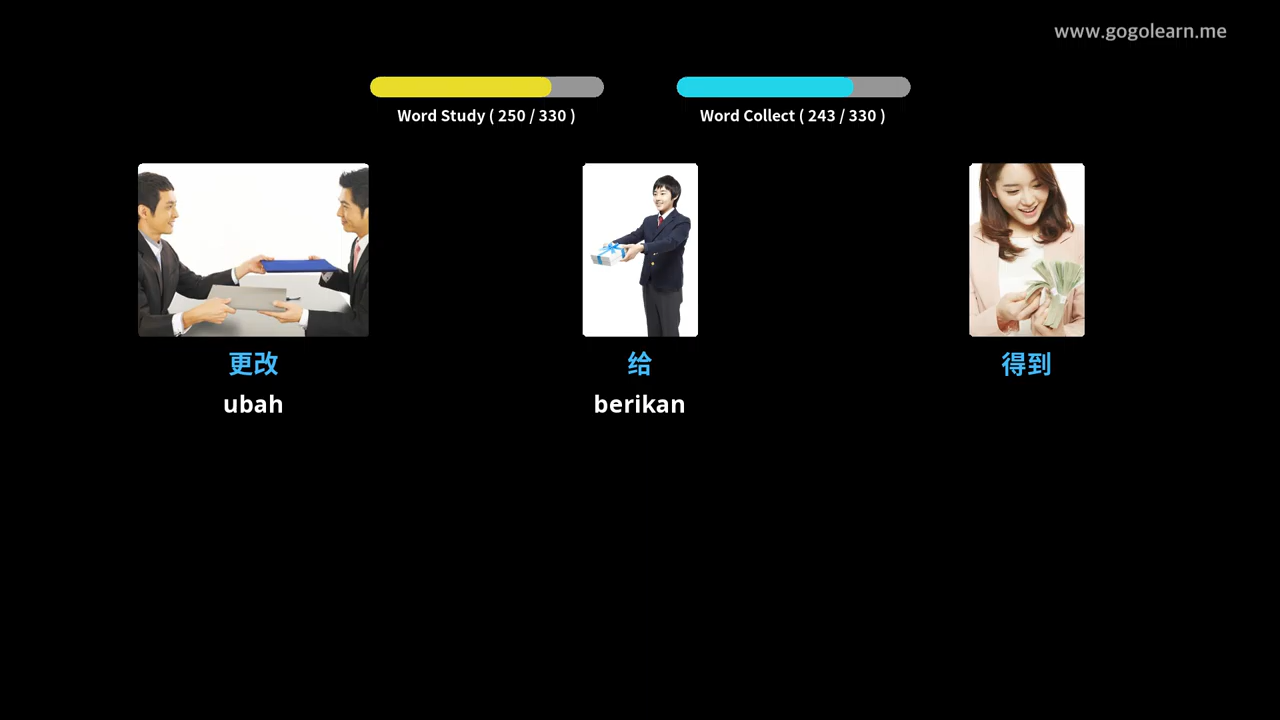 www.gogolearn.me
Word Study ( 250 / 330 )
Word Collect ( 243 / 330 )
更改
给
得到
ubah
berikan